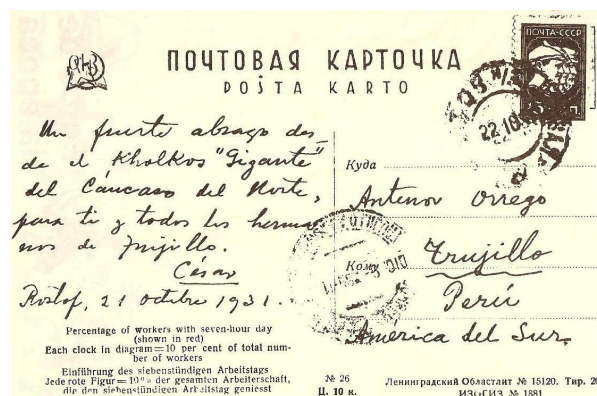 ПОЧТОВАЯ КАРТОЧКА
POŜTA KARTO
ПОЧТА-СССР
22 10
Un fuerte abrazo des-
de el Kholkos "Gigante"
del Cáucaso del Norte,
para ti y todos los herma-
nos de Trujillo.
César
Rostof, 21 octubre 1931.
Куда
Antenor Orrego
Кому
Trujillo
Perú
America del Sur.
Percentage of workers with seven-hour day
(shown in red)
Each clock in diagram=10 per cent of total num-
ber of workers
Einführung des siebenstündigen Arbeitstags
Jede rote Figur=10% der gesamten Arbeiterschaft,
die den siebenstündigen Arbeitstag geniesst
№ 26
Ц. 10 к.
Ленинградский Областлит № 15120. Тир. 20
ИЗОГИЗ № 1881